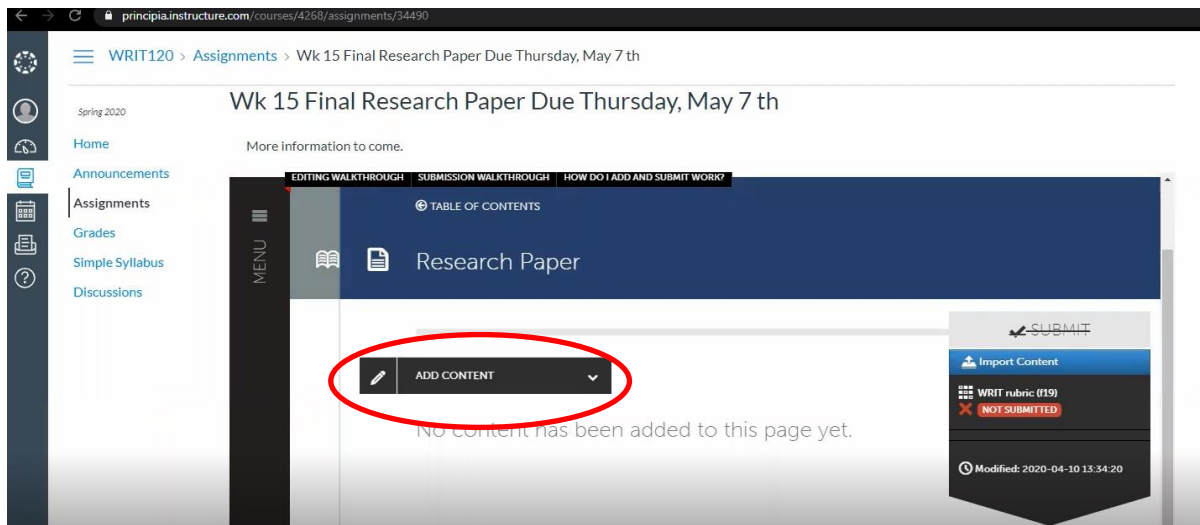 principia.instructure.com/courses/4268/assignments/34490
WRIT120 > Assignments > Wk 15 Final Research Paper Due Thursday, May 7 th
Spring 2020
Home
Announcements
Assignments
Grades
Simple Syllabus
Discussions
Wk 15 Final Research Paper Due Thursday, May 7 th
More information to come.
EDITING WALKTHROUGH SUBMISSION WALKTHROUGH HOW DO I ADD AND SUBMIT WORK?
MENU
TABLE OF CONTENTS
Research Paper
ADD CONTENT
No content has been added to this page yet.
SUBMIT
Import Content
WRIT rubric (f19)
NOT SUBMITTED
Modified: 2020-04-10 13:34:20